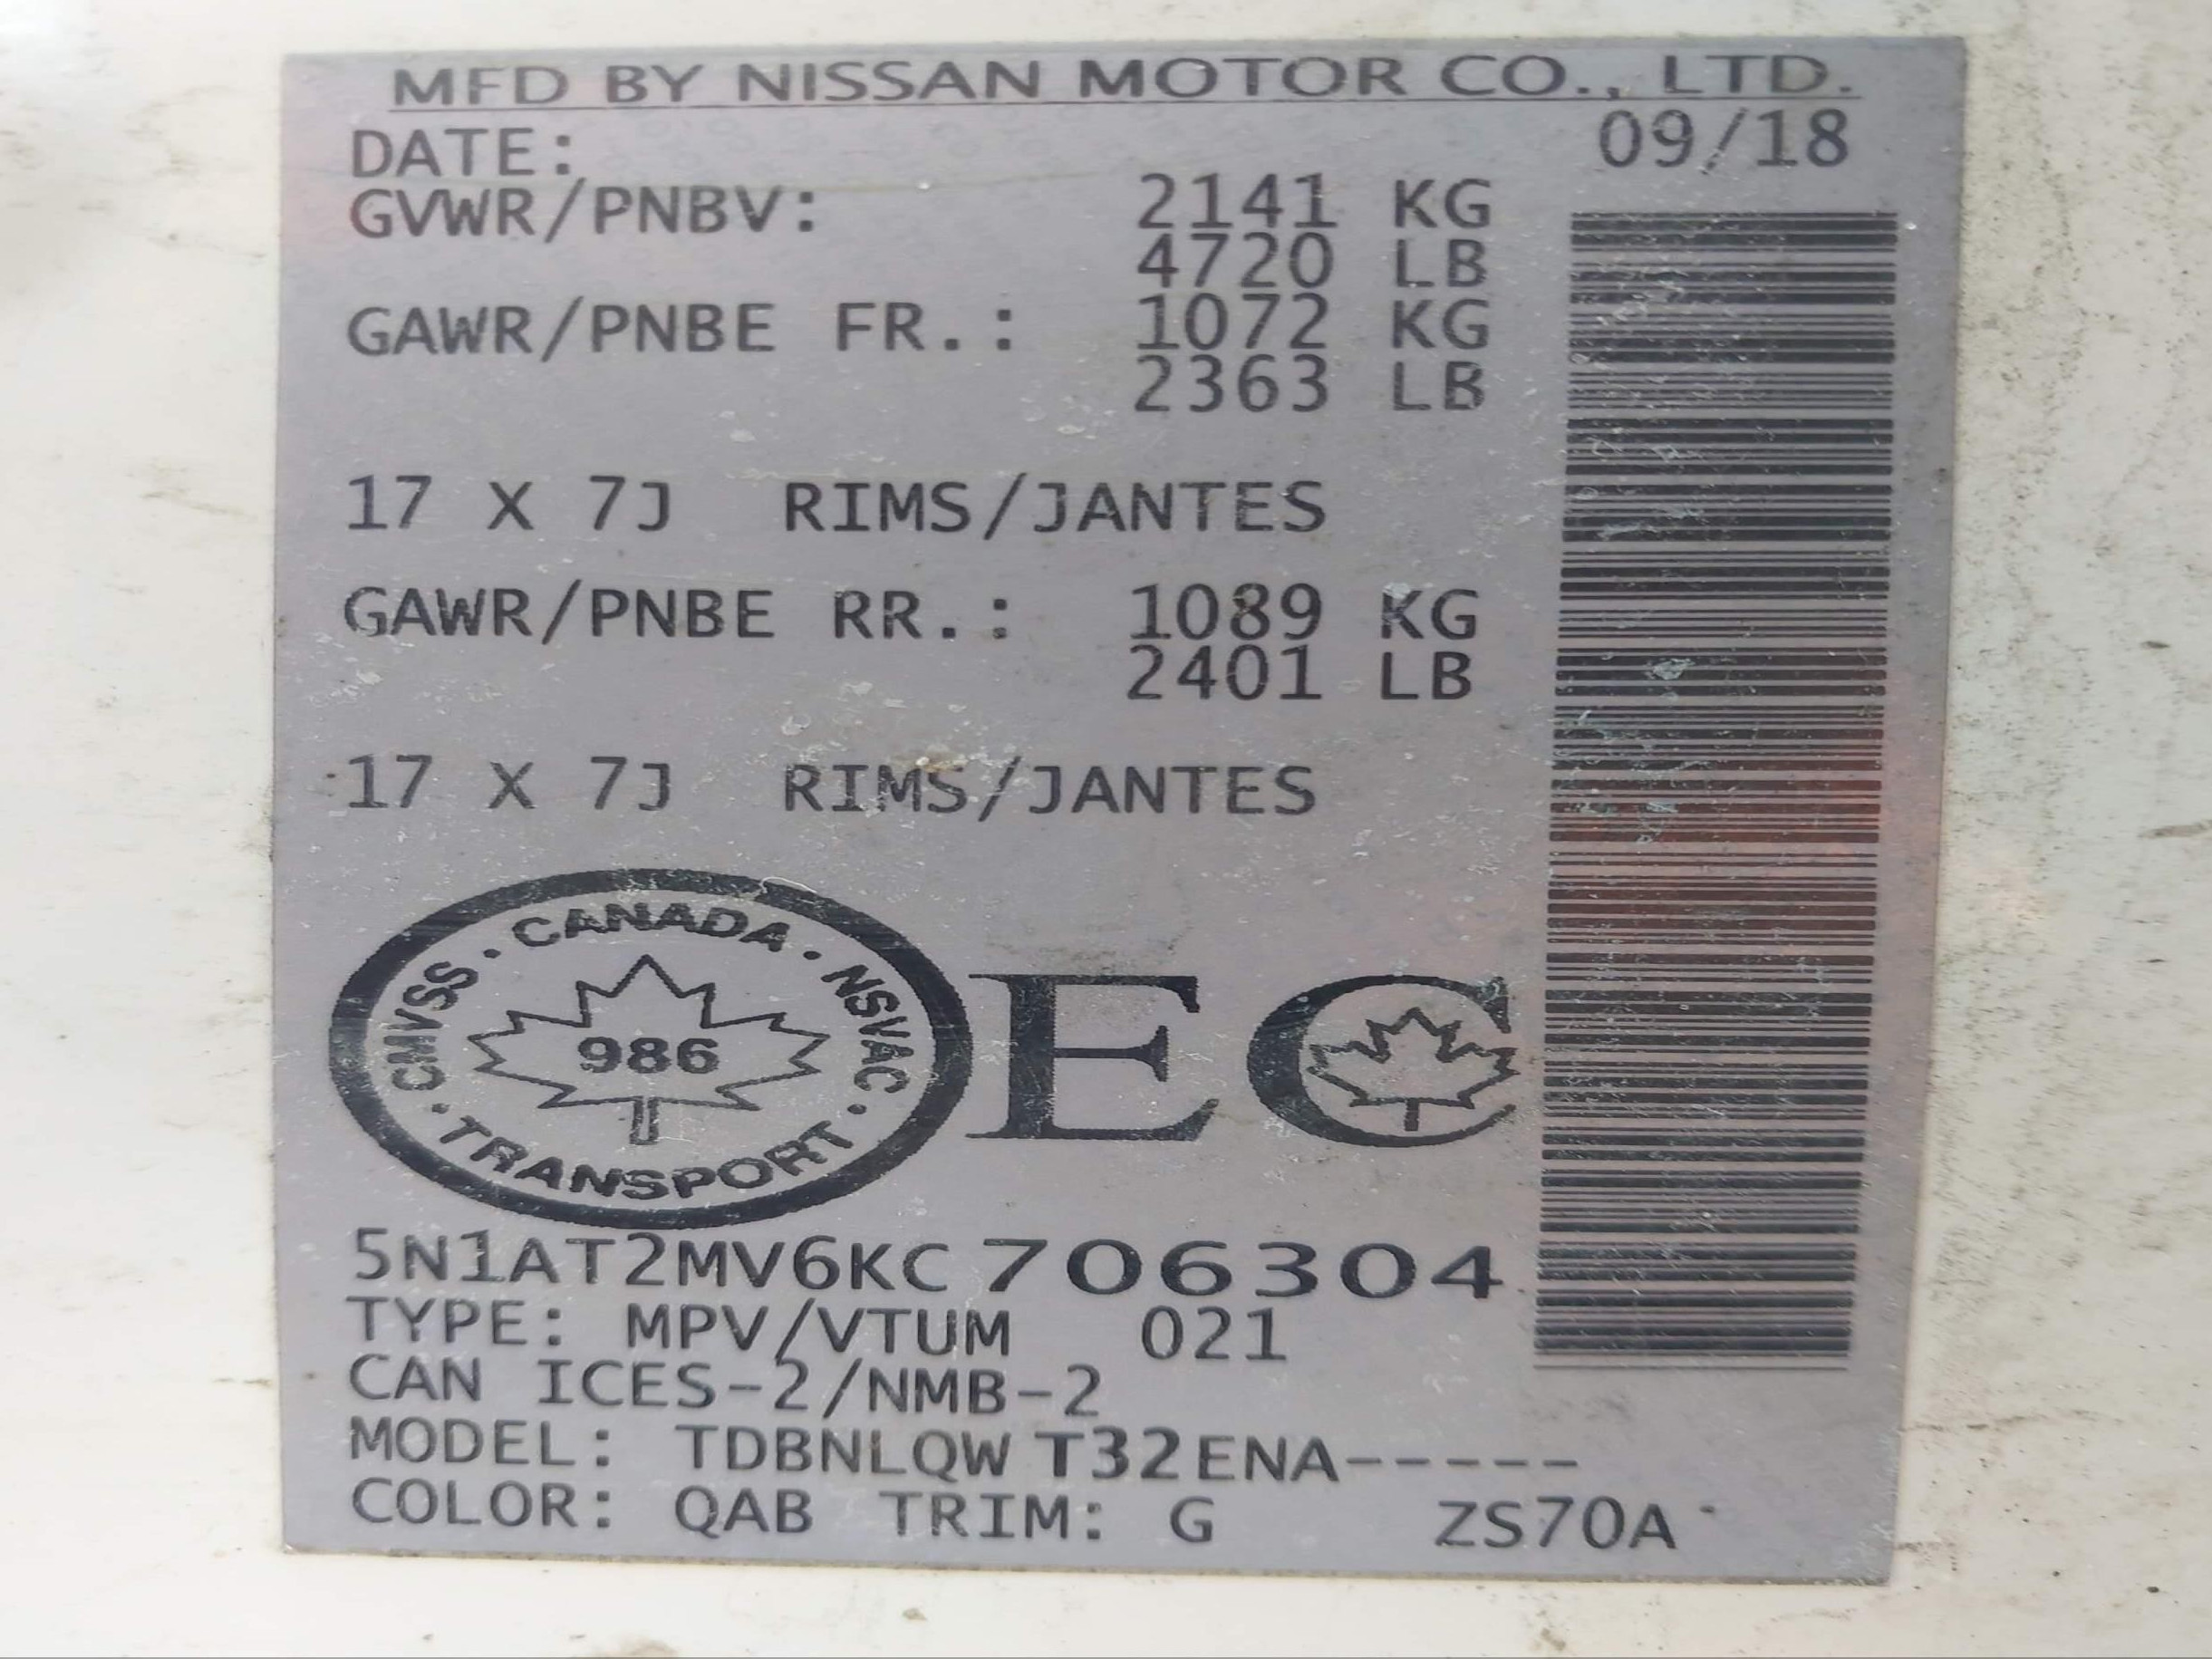 MFD BY NISSAN MOTOR CO., LTD.
DATE: 09/18
GVWR/PNBV: 2141 KG
4720 LB
GAWR/PNBE FR.: 1072 KG
2363 LB
17 X 7J RIMS/JANTES
GAWR/PNBE RR.: 1089 KG
2401 LB
17 X 7J RIMS/JANTES
CMVSS · CANADA · NSVAC · TRANSPORT ·
986
EC
5N1AT2MV6KC706304
TYPE: MPV/VTUM 021
CAN ICES-2/NMB-2
MODEL: TDBNLQW T32ENA-----
COLOR: QAB TRIM: G ZS70A